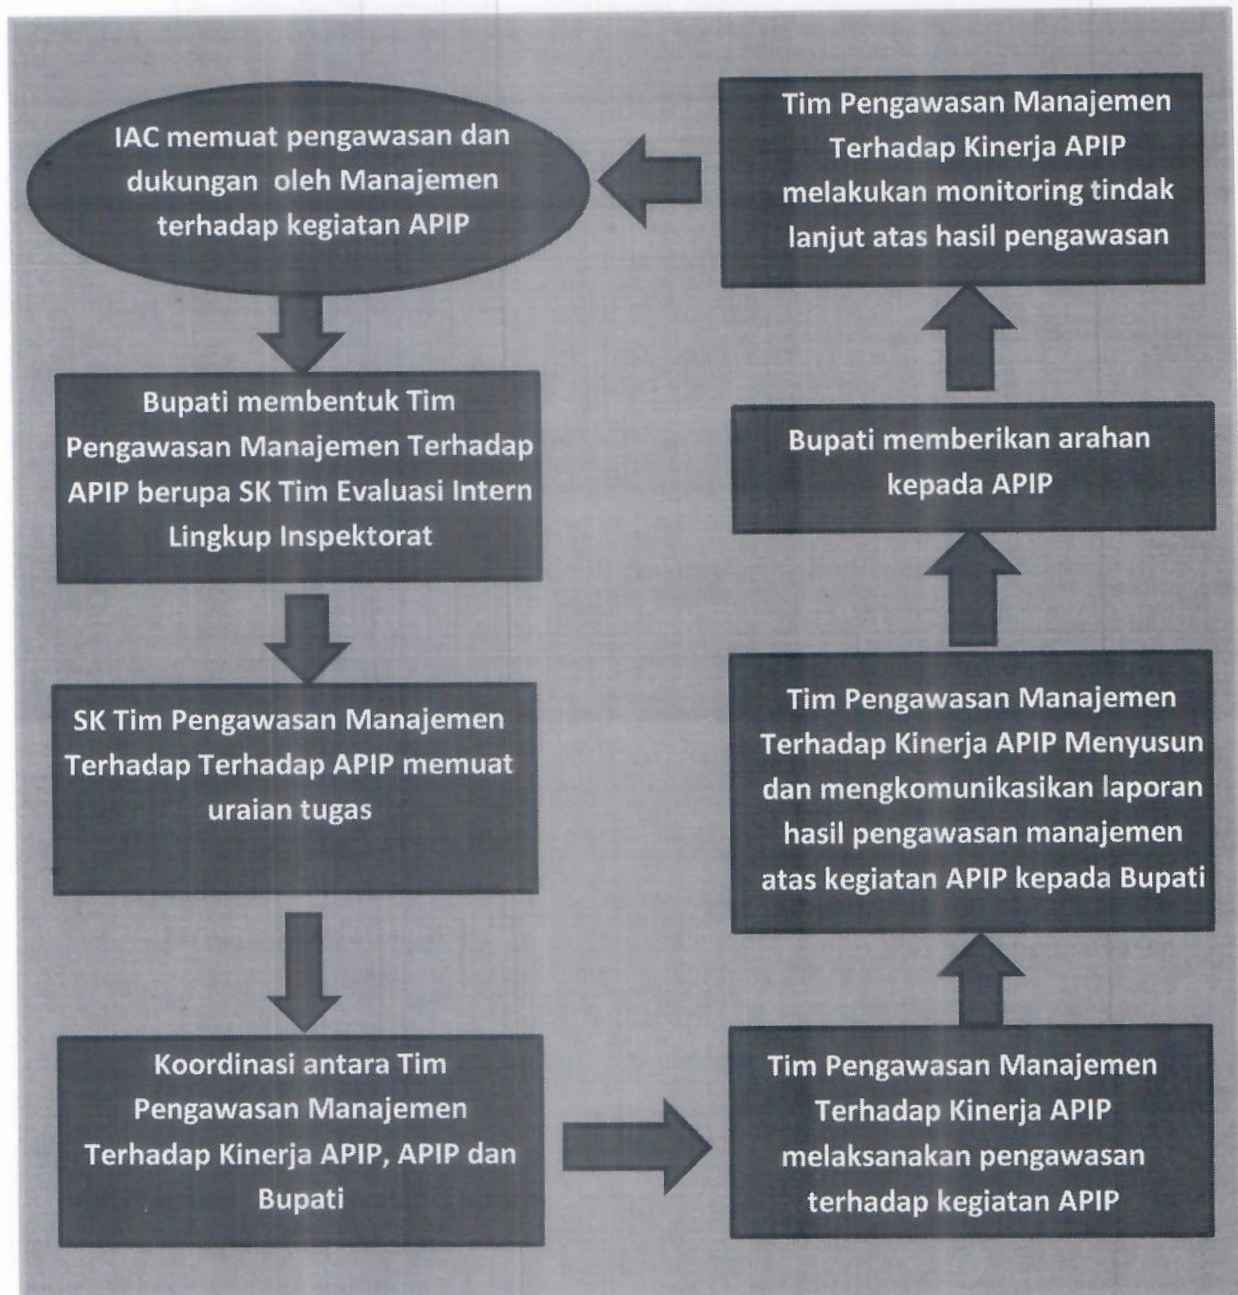 IAC memuat pengawasan dan
dukungan oleh Manajemen
terhadap kegiatan APIP
Bupati membentuk Tim
Pengawasan Manajemen Terhadap
APIP berupa SK Tim Evaluasi Intern
Lingkup Inspektorat
SK Tim Pengawasan Manajemen
Terhadap Terhadap APIP memuat
uraian tugas
Koordinasi antara Tim
Pengawasan Manajemen
Terhadap Kinerja APIP, APIP dan
Bupati
Tim Pengawasan Manajemen
Terhadap Kinerja APIP
melaksanakan pengawasan
terhadap kegiatan APIP
Tim Pengawasan Manajemen
Terhadap Kinerja APIP Menyusun
dan mengkomunikasikan laporan
hasil pengawasan manajemen
atas kegiatan APIP kepada Bupati
Bupati memberikan arahan
kepada APIP
Tim Pengawasan Manajemen
Terhadap Kinerja APIP
melakukan monitoring tindak
lanjut atas hasil pengawasan